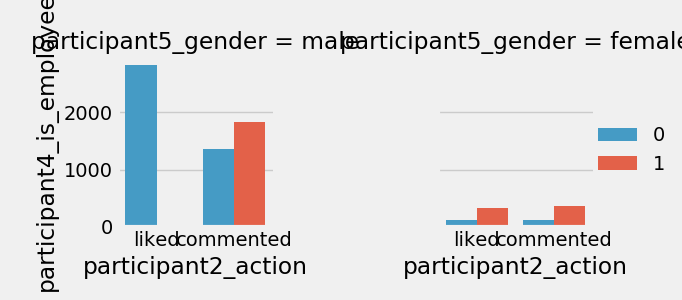 participant5_gender = male
participant5_gender = female
participant4_is_employee
2000
1000
0
0
1
liked
commented
liked
commented
participant2_action
participant2_action